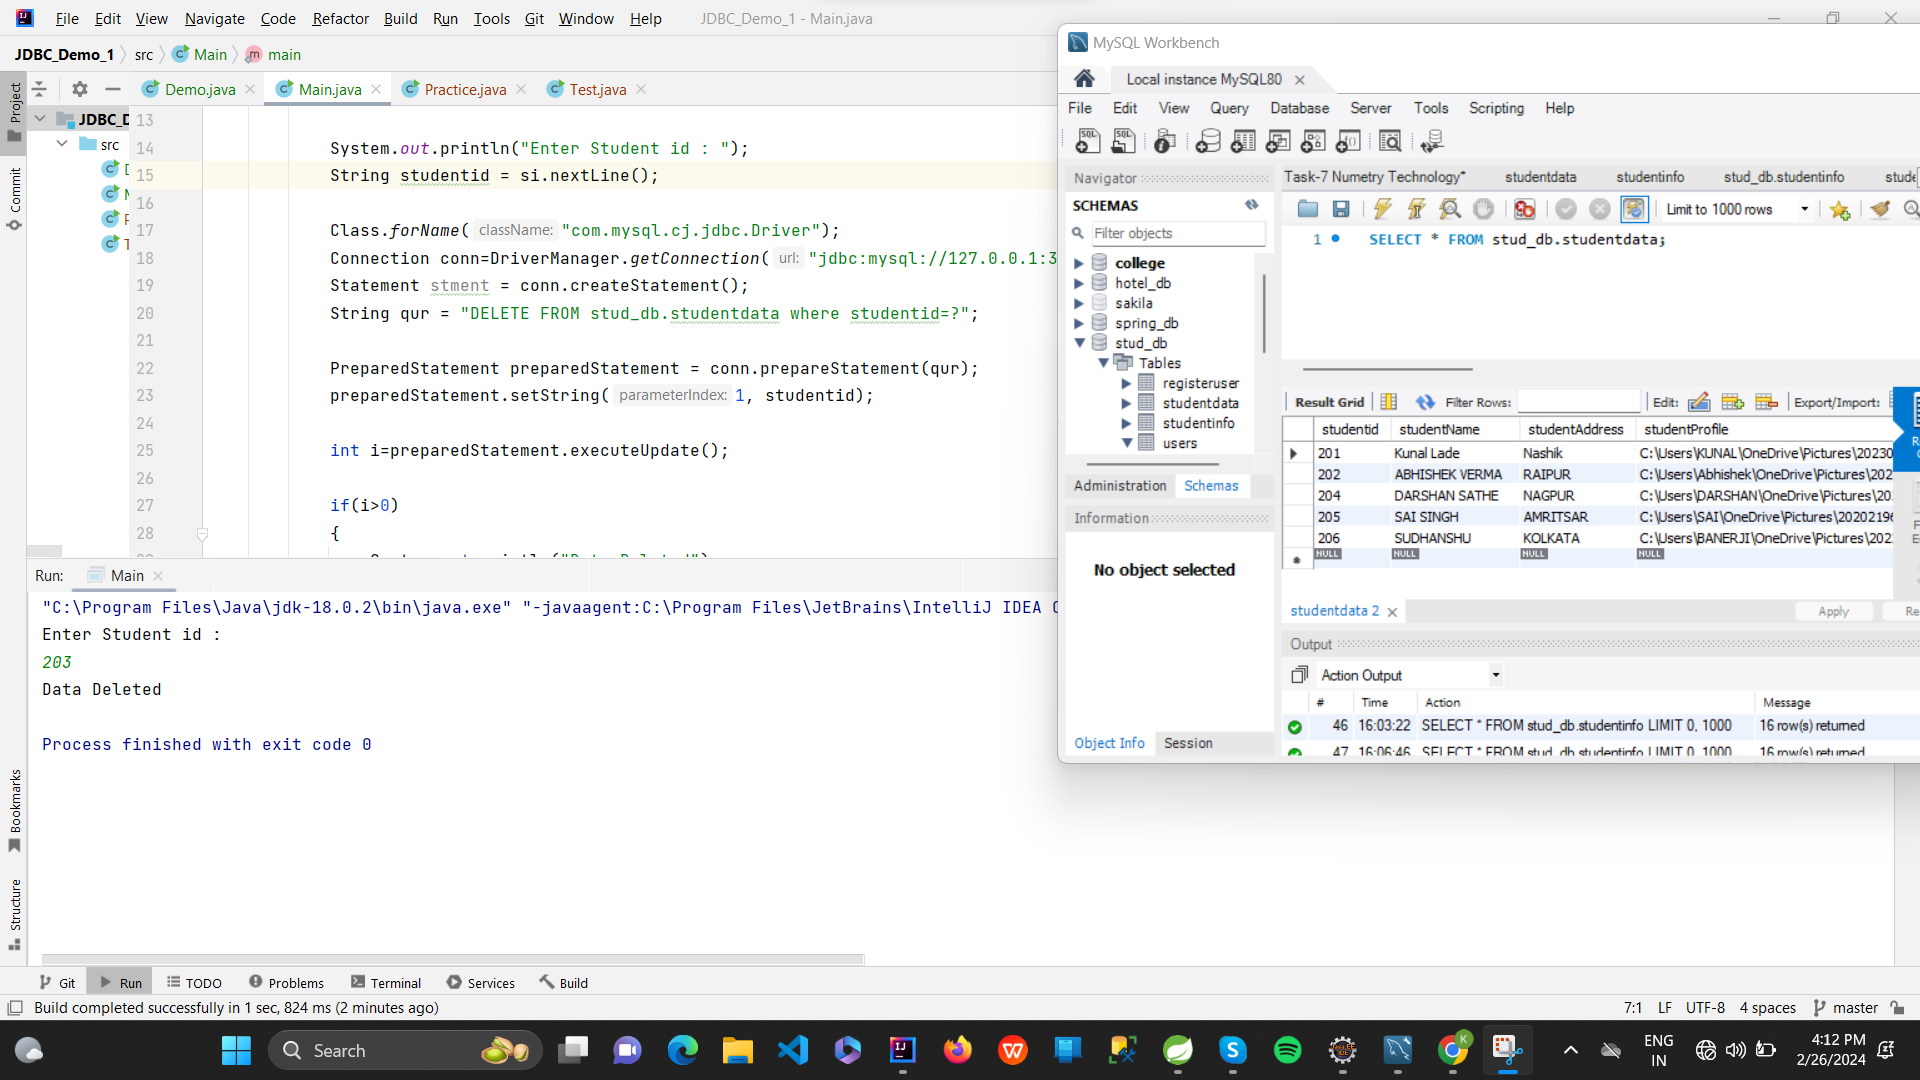 File Edit View Navigate Code Refactor Build Run Tools Git Window Help JDBC_Demo_1 - Main.java
JDBC_Demo_1 src Main main
Project
Commit
Bookmarks
Structure
Demo.java Main.java Practice.java Test.java
JDBC_D
src
13
14 System.out.println("Enter Student id : ");
15 String studentid = si.nextLine();
16
17 Class.forName( className: "com.mysql.cj.jdbc.Driver");
18 Connection conn=DriverManager.getConnection( url: "jdbc:mysql://127.0.0.1:3
19 Statement stment = conn.createStatement();
20 String qur = "DELETE FROM stud_db.studentdata where studentid=?";
21
22 PreparedStatement preparedStatement = conn.prepareStatement(qur);
23 preparedStatement.setString( parameterIndex: 1, studentid);
24
25 int i=preparedStatement.executeUpdate();
26
27 if(i>0)
28 {
Run: Main
"C:\Program Files\Java\jdk-18.0.2\bin\java.exe" "-javaagent:C:\Program Files\JetBrains\IntelliJ IDEA C
Enter Student id :
203
Data Deleted
Process finished with exit code 0
Git Run TODO Problems Terminal Services Build
Build completed successfully in 1 sec, 824 ms (2 minutes ago)
7:1 LF UTF-8 4 spaces master
MySQL Workbench
Local instance MySQL80
File Edit View Query Database Server Tools Scripting Help
Navigator
SCHEMAS
Filter objects
college
hotel_db
sakila
spring_db
stud_db
Tables
registeruser
studentdata
studentinfo
users
Administration Schemas
Information
No object selected
Object Info Session
Task-7 Numetry Technology* studentdata studentinfo stud_db.studentinfo stude
Limit to 1000 rows
1 SELECT * FROM stud_db.studentdata;
Result Grid Filter Rows: Edit: Export/Import:
studentid studentName studentAddress studentProfile
201 Kunal Lade Nashik C:\Users\KUNAL\OneDrive\Pictures\20230
202 ABHISHEK VERMA RAIPUR C:\Users\Abhishek\OneDrive\Pictures\202
204 DARSHAN SATHE NAGPUR C:\Users\DARSHAN\OneDrive\Pictures\20
205 SAI SINGH AMRITSAR C:\Users\SAI\OneDrive\Pictures\2020219
206 SUDHANSHU KOLKATA C:\Users\BANERJI\OneDrive\Pictures\202
NULL NULL NULL NULL
studentdata 2 Apply Re
Output
Action Output
# Time Action Message
46 16:03:22 SELECT * FROM stud_db.studentinfo LIMIT 0, 1000 16 row(s) returned
47 16:06:46 SELECT * FROM stud_db.studentinfo LIMIT 0, 1000 16 row(s) returned
Search
ENG
IN
4:12 PM
2/26/2024